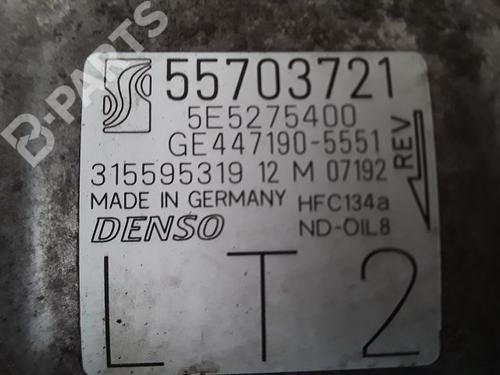 B-PARTS
55703721
5E5275400
GE447190-5551
315595319 12 M 07192
REV
MADE IN GERMANY HFC134a
DENSO ND-OIL8
LT2